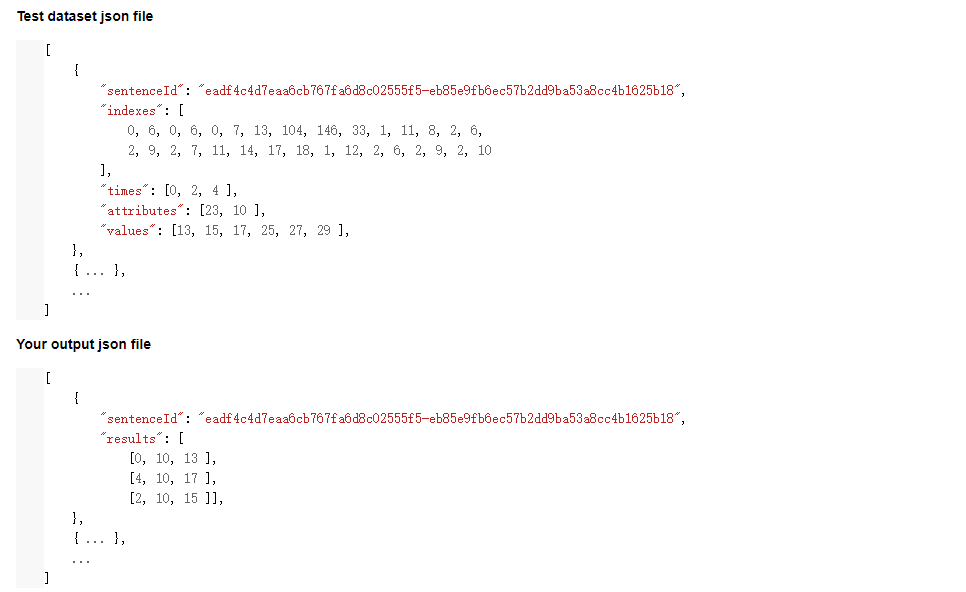 Test dataset json file
[
{
"sentenceId": "eadf4c4d7eaa6cb767fa6d8c02555f5-eb85e9fb6ec57b2dd9ba53a8cc4b1625b18",
"indexes": [
0, 6, 0, 6, 0, 7, 13, 104, 146, 33, 1, 11, 8, 2, 6,
2, 9, 2, 7, 11, 14, 17, 18, 1, 12, 2, 6, 2, 9, 2, 10
],
"times": [0, 2, 4 ],
"attributes": [23, 10 ],
"values": [13, 15, 17, 25, 27, 29 ],
},
{ ... },
...
]
Your output json file
[
{
"sentenceId": "eadf4c4d7eaa6cb767fa6d8c02555f5-eb85e9fb6ec57b2dd9ba53a8cc4b1625b18",
"results": [
[0, 10, 13 ],
[4, 10, 17 ],
[2, 10, 15 ]],
},
{ ... },
...
]